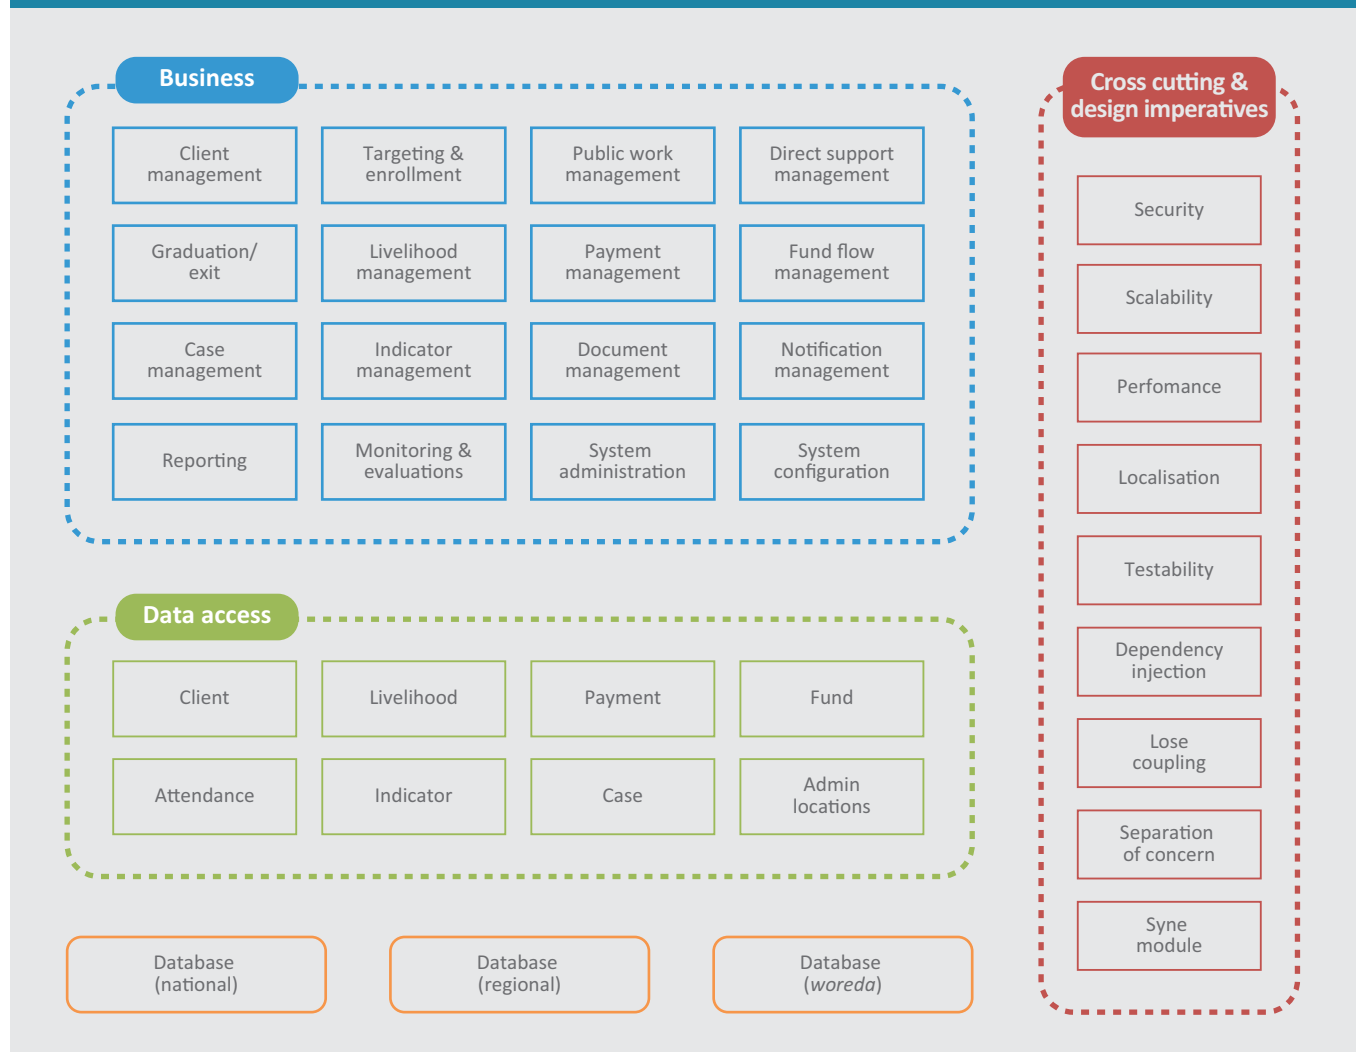 Business
Client
management
Targeting &
enrollment
Public work
management
Direct support
management
Graduation/
exit
Livelihood
management
Payment
management
Fund flow
management
Case
management
Indicator
management
Document
management
Notification
management
Reporting
Monitoring &
evaluations
System
administration
System
configuration
Data access
Client
Livelihood
Payment
Fund
Attendance
Indicator
Case
Admin
locations
Database
(national)
Database
(regional)
Database
(woreda)
Cross cutting &
design imperatives
Security
Scalability
Perfomance
Localisation
Testability
Dependency
injection
Lose
coupling
Separation
of concern
Syne
module